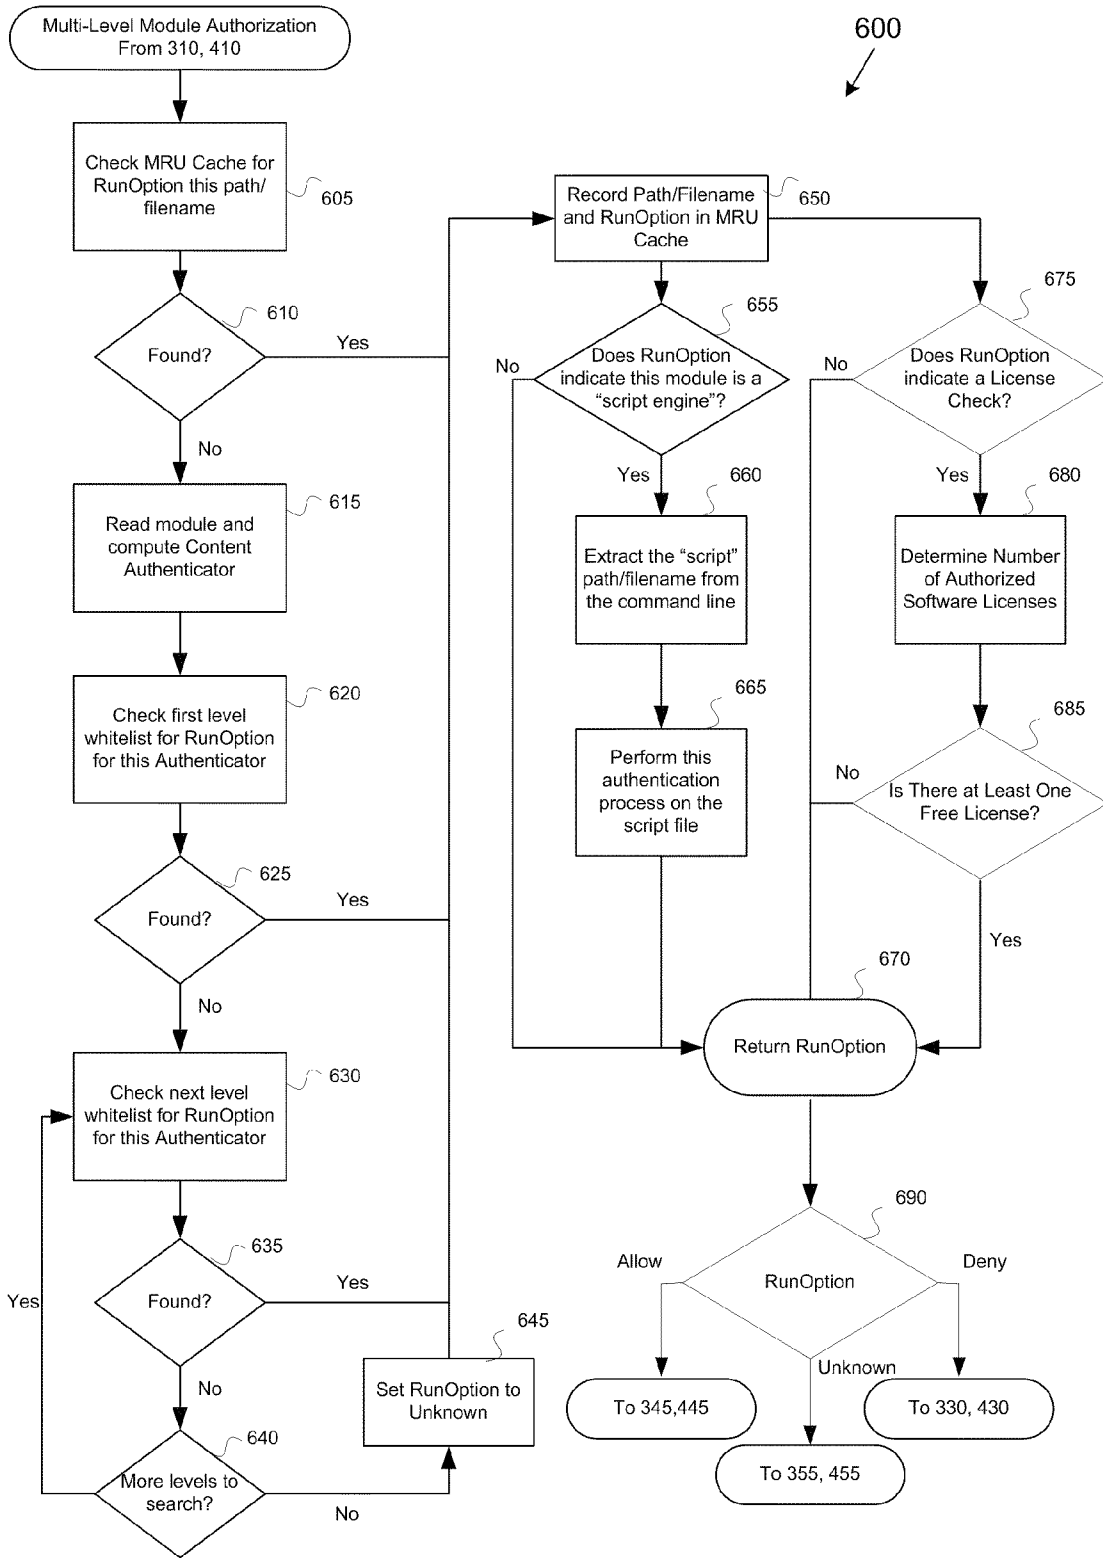 Multi-Level Module Authorization
From 310, 410
600
Check MRU Cache for
RunOption this path/
filename
605
610
Found?
Yes
No
Read module and
compute Content
Authenticator
615
Check first level
whitelist for RunOption
for this Authenticator
620
625
Found?
Yes
No
Check next level
whitelist for RunOption
for this Authenticator
630
635
Found?
Yes
Yes
No
640
More levels to
search?
No
645
Set RunOption to
Unknown
Record Path/Filename
and RunOption in MRU
Cache
650
655
Does RunOption
indicate this module is a
“script engine”?
No
Yes
660
Extract the “script”
path/filename from
the command line
665
Perform this
authentication
process on the
script file
675
Does RunOption
indicate a License
Check?
No
Yes
680
Determine Number
of Authorized
Software Licenses
685
Is There at Least One
Free License?
No
Yes
670
Return RunOption
690
RunOption
Allow
Deny
Unknown
To 345,445
To 330, 430
To 355, 455